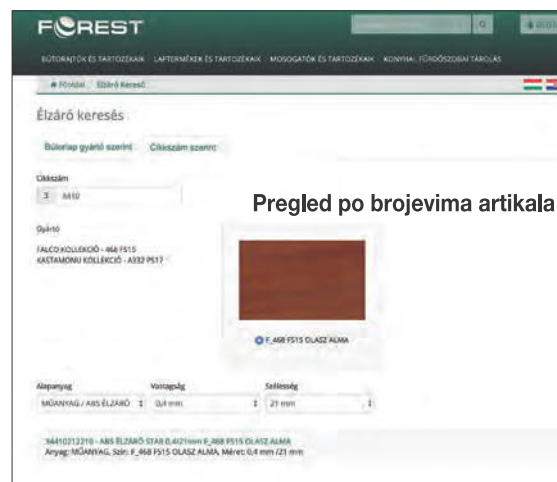 FOREST
BÚTORAJTÓK ÉS TARTOZÉKAIK LAPTERMÉKEK ÉS TARTOZÉKAIK MOSOGATÓK ÉS TARTOZÉKAIK KONYHAI, FÜRDŐSZOBAI TÁROLÁS
Főoldal Élzáró Kereső
Élzáró keresés
Bútorlap gyártó szerint Cikkszám szerint
Cikkszám
3 4410
Pregled po brojevima artikala
Gyártó
FALCO KOLLEKCIÓ - 468 FS15
KASTAMONU KOLLEKCIÓ - A332 PS17
F_468 FS15 OLASZ ALMA
Alapanyag Vastagság Szélesség
MŰANYAG / ABS ÉLZÁRÓ 0,4 mm 21 mm
34410212210 - ABS ÉLZÁRÓ STAR 0,4/21mm F_468 FS15 OLASZ ALMA
Anyag: MŰANYAG, Szín: F_468 FS15 OLASZ ALMA, Méret: 0,4 mm /21 mm